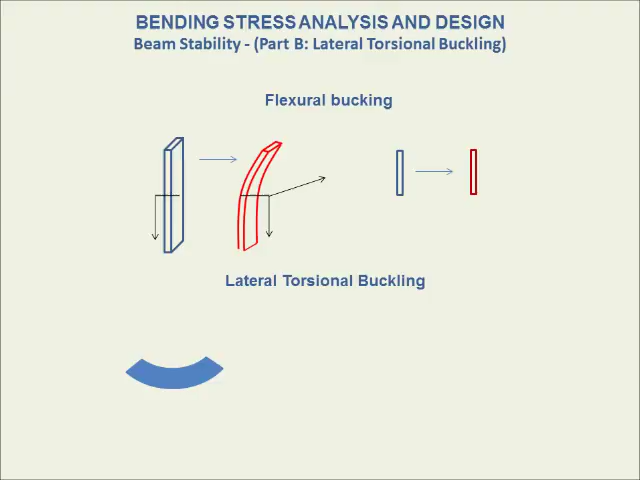 BENDING STRESS ANALYSIS AND DESIGN
Beam Stability - (Part B: Lateral Torsional Buckling)
Flexural bucking
Lateral Torsional Buckling